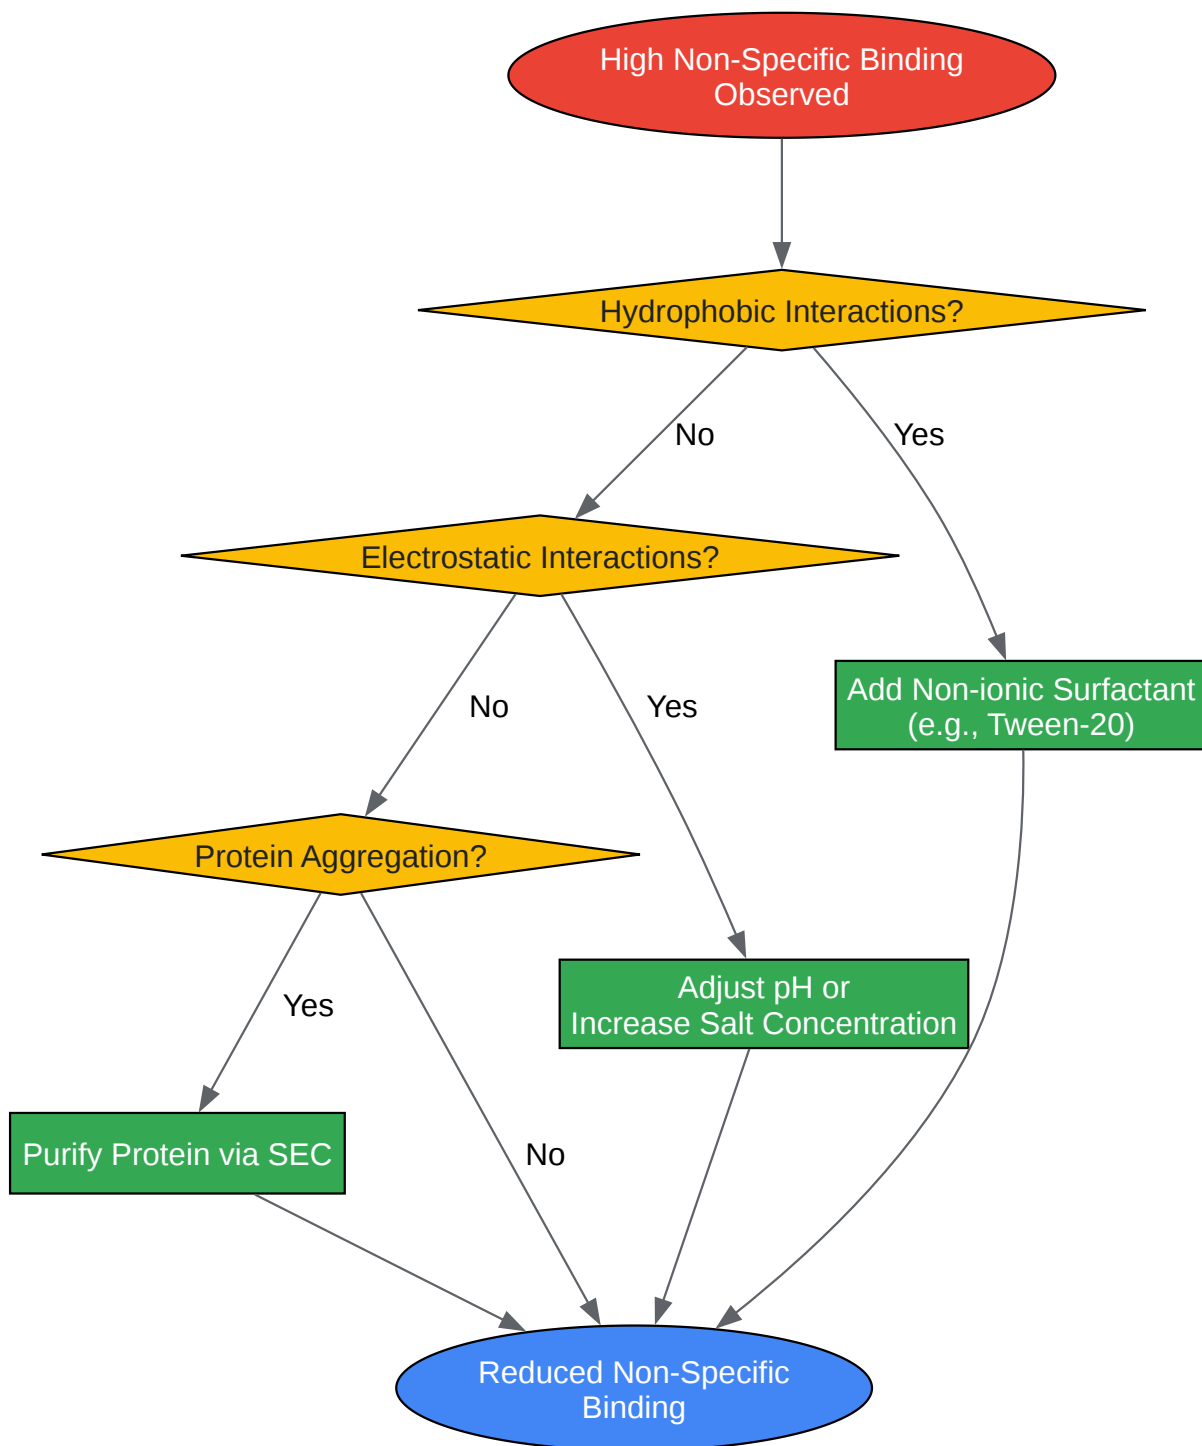 High Non-Specific Binding
Observed
Hydrophobic Interactions?
No
Yes
Electrostatic Interactions?
Add Non-ionic Surfactant
(e.g., Tween-20)
No
Yes
Protein Aggregation?
Adjust pH or
Increase Salt Concentration
Yes
Purify Protein via SEC
No
Reduced Non-Specific
Binding